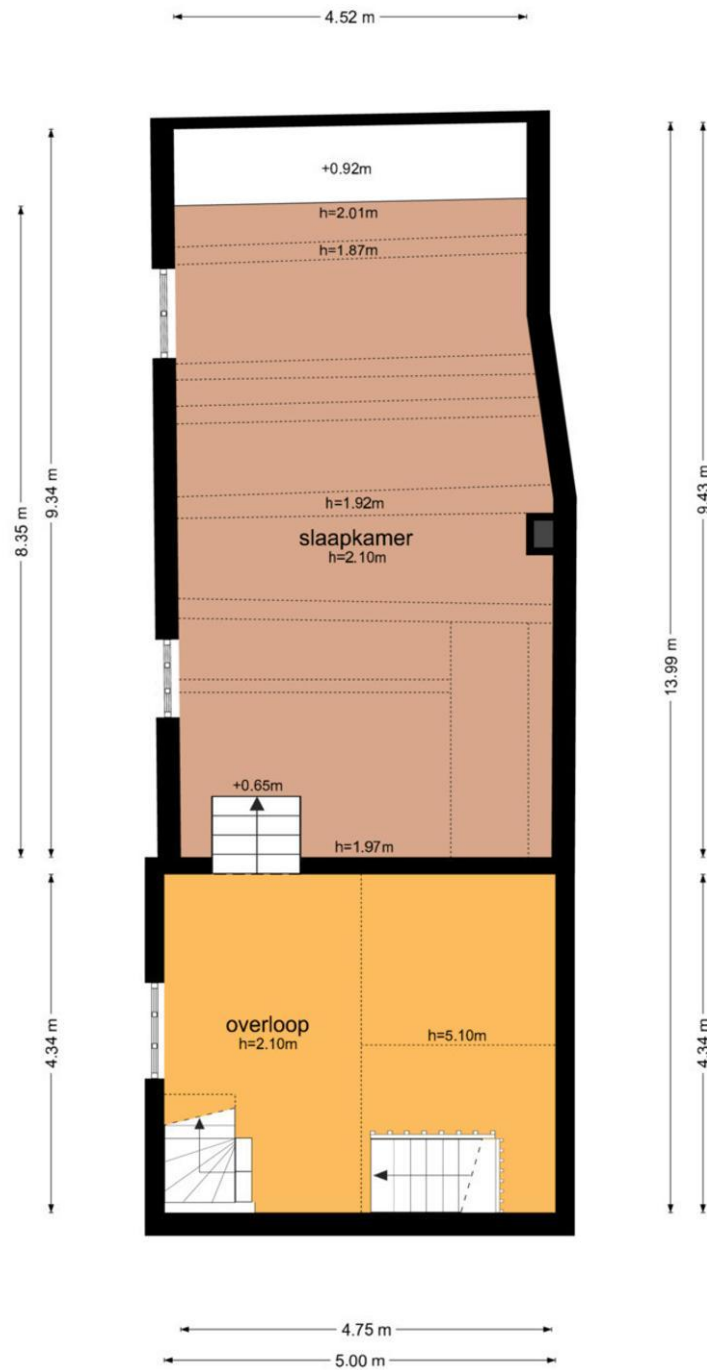 4.52 m
+0.92m
h=2.01m
h=1.87m
8.35 m
9.34 m
9.43 m
13.99 m
h=1.92m
slaapkamer
h=2.10m
+0.65m
h=1.97m
4.34 m
overloop
h=2.10m
h=5.10m
4.34 m
4.75 m
5.00 m